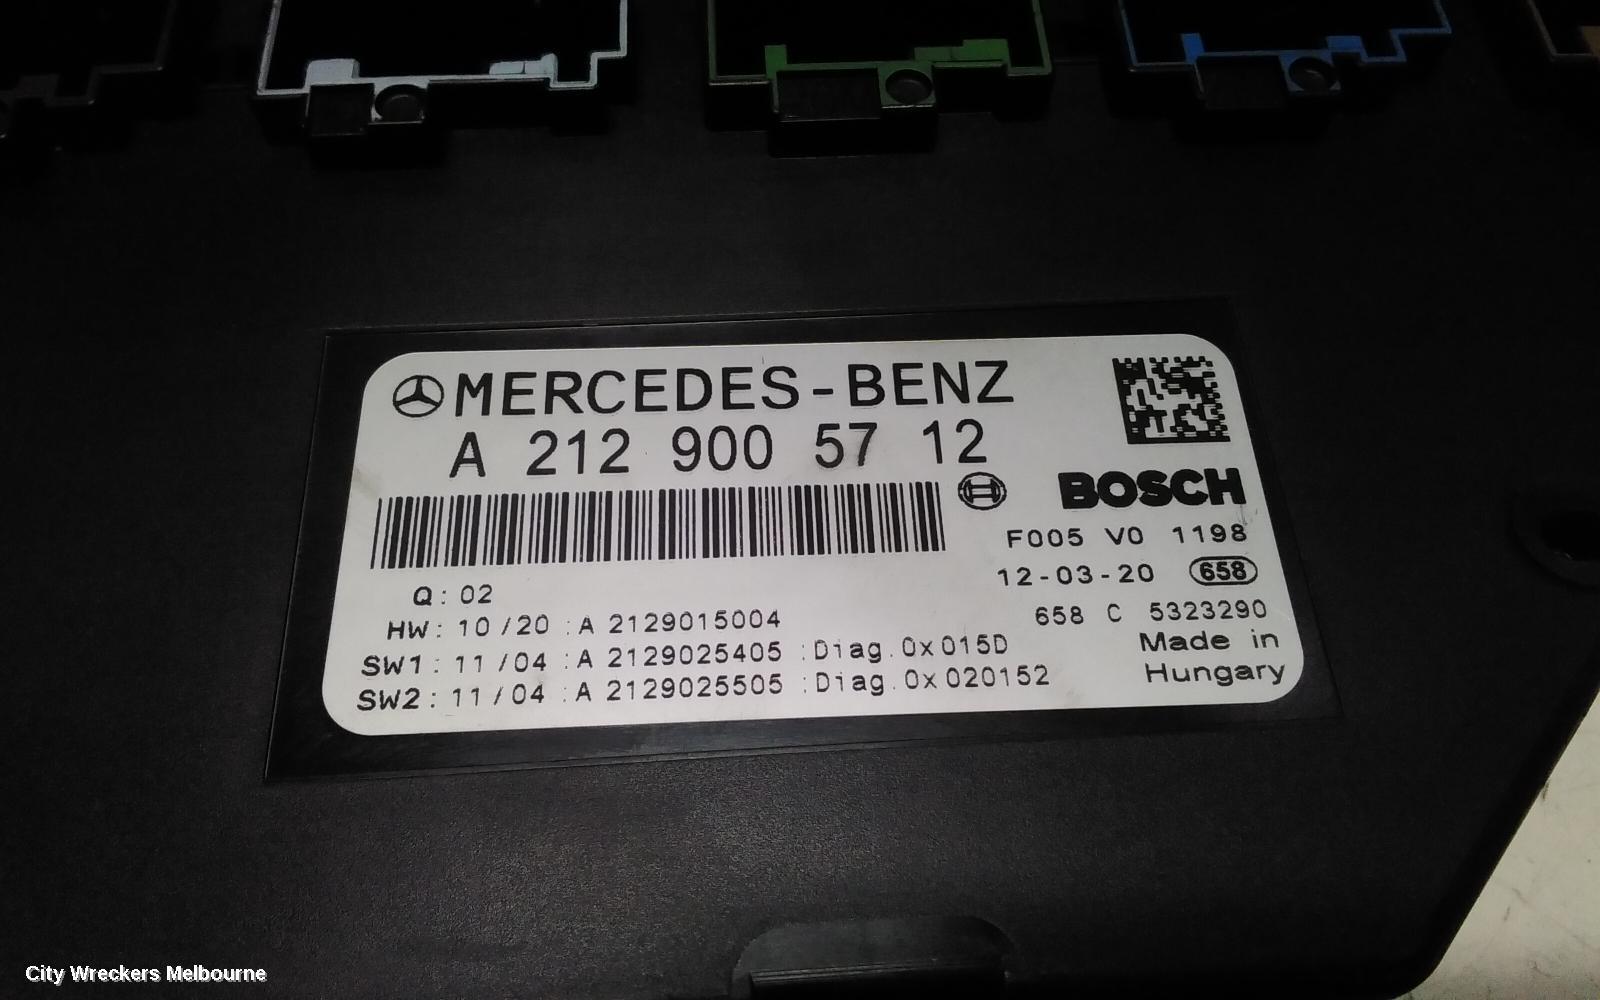 MERCEDES-BENZ
A 212 900 57 12
BOSCH
F005 V0 1198
12-03-20 658
658 C 5323290
Made in
Hungary
Q: 02
HW: 10/20 :A 2129015004
SW1: 11/04 :A 2129025405 :Diag.0x015D
SW2: 11/04 :A 2129025505 :Diag.0x020152
City Wreckers Melbourne